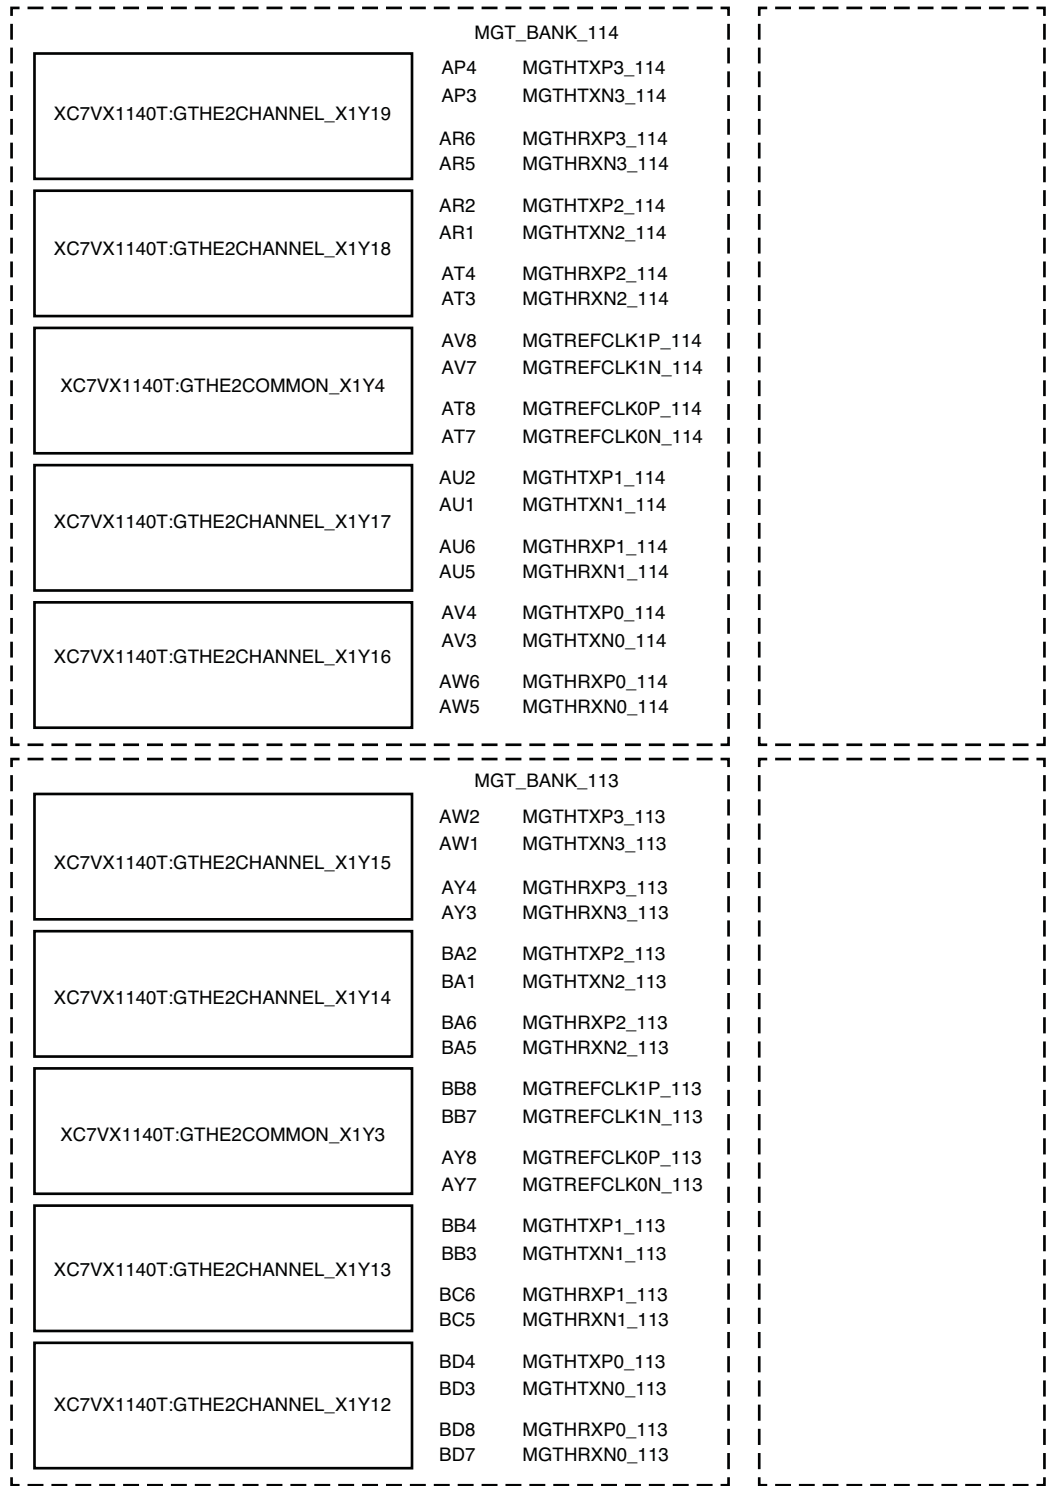 MGT_BANK_114
AP4 MGTHTXP3_114
AP3 MGTHTXN3_114
XC7VX1140T:GTHE2CHANNEL_X1Y19
AR6 MGTHRXP3_114
AR5 MGTHRXN3_114
AR2 MGTHTXP2_114
AR1 MGTHTXN2_114
XC7VX1140T:GTHE2CHANNEL_X1Y18
AT4 MGTHRXP2_114
AT3 MGTHRXN2_114
AV8 MGTREFCLK1P_114
AV7 MGTREFCLK1N_114
XC7VX1140T:GTHE2COMMON_X1Y4
AT8 MGTREFCLK0P_114
AT7 MGTREFCLK0N_114
AU2 MGTHTXP1_114
AU1 MGTHTXN1_114
XC7VX1140T:GTHE2CHANNEL_X1Y17
AU6 MGTHRXP1_114
AU5 MGTHRXN1_114
AV4 MGTHTXP0_114
AV3 MGTHTXN0_114
XC7VX1140T:GTHE2CHANNEL_X1Y16
AW6 MGTHRXP0_114
AW5 MGTHRXN0_114
MGT_BANK_113
AW2 MGTHTXP3_113
AW1 MGTHTXN3_113
XC7VX1140T:GTHE2CHANNEL_X1Y15
AY4 MGTHRXP3_113
AY3 MGTHRXN3_113
BA2 MGTHTXP2_113
BA1 MGTHTXN2_113
XC7VX1140T:GTHE2CHANNEL_X1Y14
BA6 MGTHRXP2_113
BA5 MGTHRXN2_113
BB8 MGTREFCLK1P_113
BB7 MGTREFCLK1N_113
XC7VX1140T:GTHE2COMMON_X1Y3
AY8 MGTREFCLK0P_113
AY7 MGTREFCLK0N_113
BB4 MGTHTXP1_113
BB3 MGTHTXN1_113
XC7VX1140T:GTHE2CHANNEL_X1Y13
BC6 MGTHRXP1_113
BC5 MGTHRXN1_113
BD4 MGTHTXP0_113
BD3 MGTHTXN0_113
XC7VX1140T:GTHE2CHANNEL_X1Y12
BD8 MGTHRXP0_113
BD7 MGTHRXN0_113